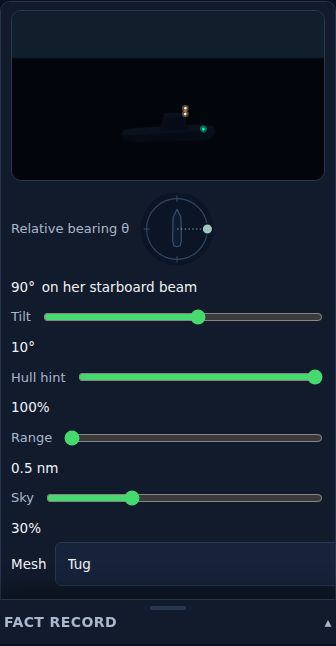 Relative bearing θ
90° on her starboard beam
Tilt
10°
Hull hint
100%
Range
0.5 nm
Sky
30%
Mesh Tug
FACT RECORD ▲